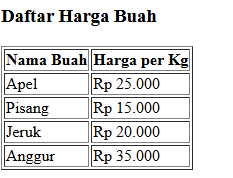 Daftar Harga Buah
Nama Buah Harga per Kg
Apel Rp 25.000
Pisang Rp 15.000
Jeruk Rp 20.000
Anggur Rp 35.000